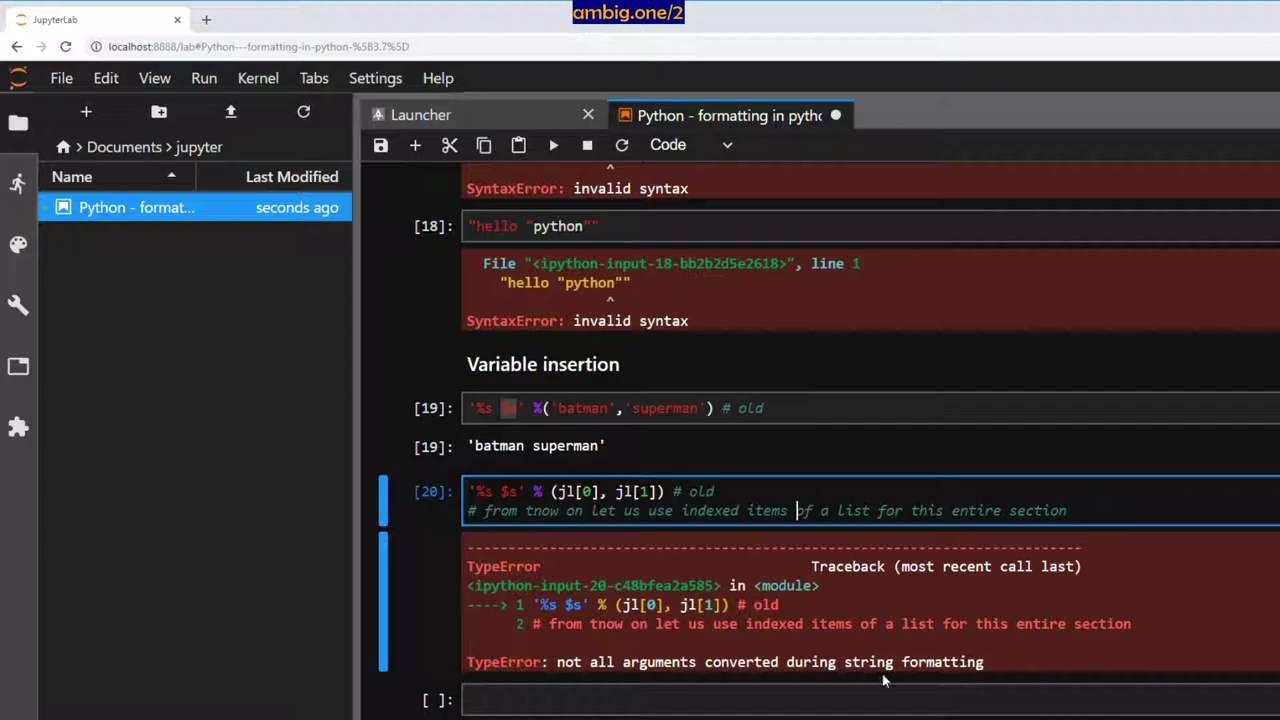 ambig.one/2
JupyterLab
localhost:8888/lab#Python---formatting-in-python-%5B3.7%5D
File Edit View Run Kernel Tabs Settings Help
Launcher
Python - formatting in pytho
Documents jupyter
Code
Name Last Modified
SyntaxError: invalid syntax
Python - format... seconds ago
[18]: "hello "python""
File "<ipython-input-18-bb2b2d5e2618>", line 1
"hello "python""
^
SyntaxError: invalid syntax
Variable insertion
[19]: '%s %s' %('batman','superman') # old
[19]: 'batman superman'
[20]: '%s $s' % (jl[0], jl[1]) # old
# from tnow on let us use indexed items of a list for this entire section
---------------------------------------------------------------------------
TypeError Traceback (most recent call last)
<ipython-input-20-c48bfea2a585> in <module>
----> 1 '%s $s' % (jl[0], jl[1]) # old
2 # from tnow on let us use indexed items of a list for this entire section
TypeError: not all arguments converted during string formatting
[ ]: